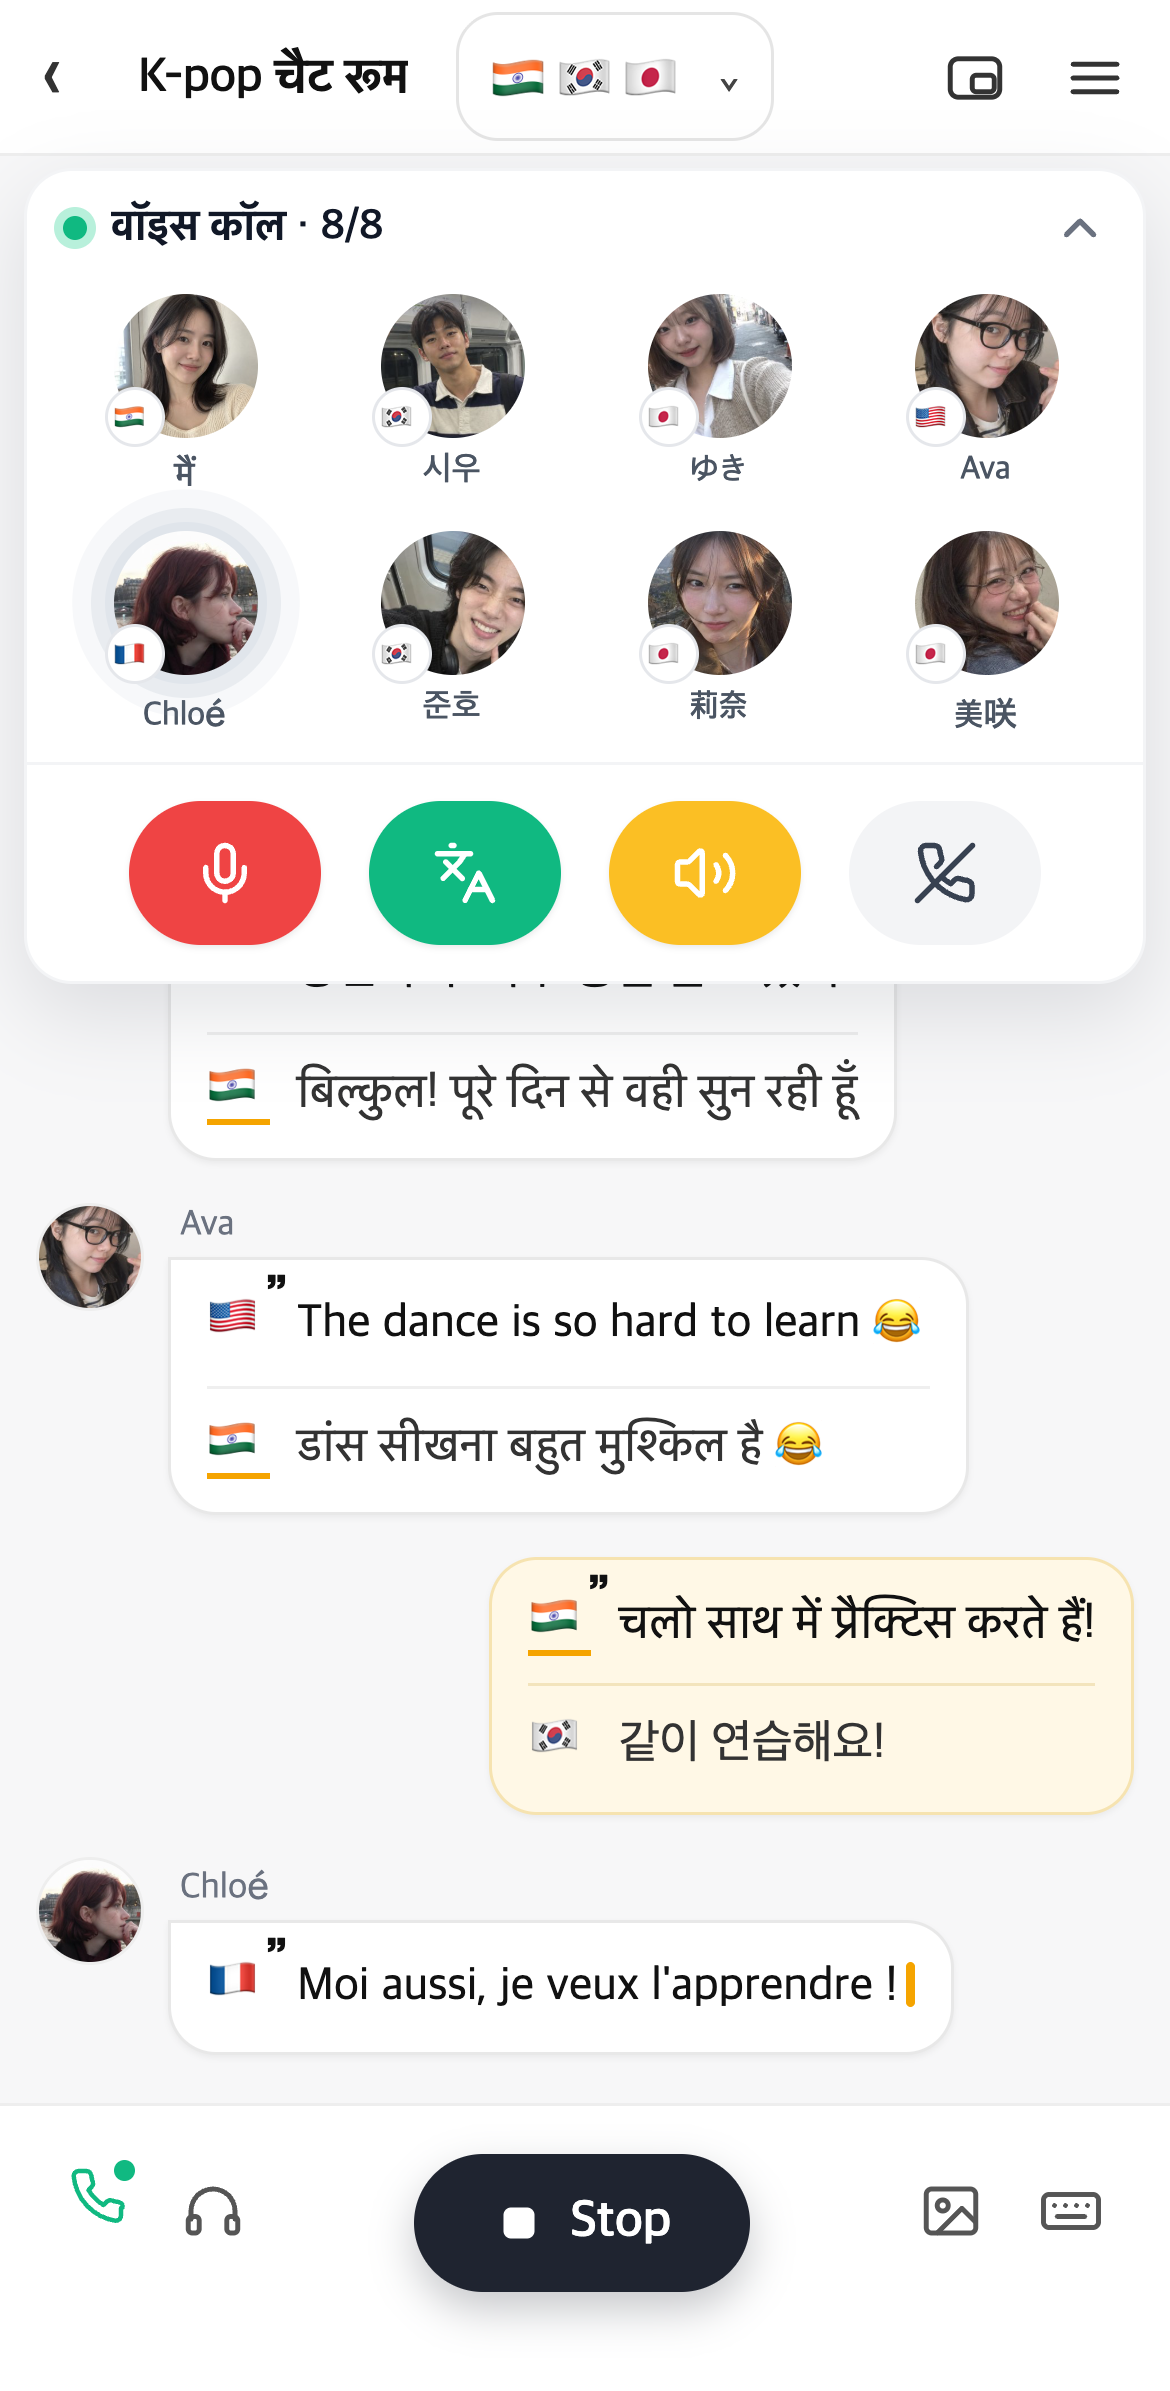 K-pop चैट रूम
वॉइस कॉल · 8/8
मैं
시우
ゆき
Ava
Chloé
준호
莉奈
美咲
बिल्कुल! पूरे दिन से वही सुन रही हूँ
Ava
The dance is so hard to learn 😂
डांस सीखना बहुत मुश्किल है 😂
चलो साथ में प्रैक्टिस करते हैं!
같이 연습해요!
Chloé
Moi aussi, je veux l'apprendre !
Stop